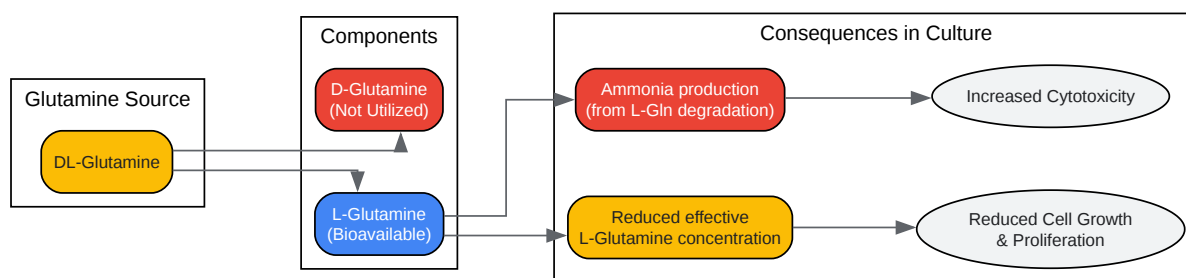 Glutamine Source
DL-Glutamine
Components
D-Glutamine
(Not Utilized)
L-Glutamine
(Bioavailable)
Consequences in Culture
Ammonia production
(from L-Gln degradation)
Increased Cytotoxicity
Reduced effective
L-Glutamine concentration
Reduced Cell Growth
& Proliferation